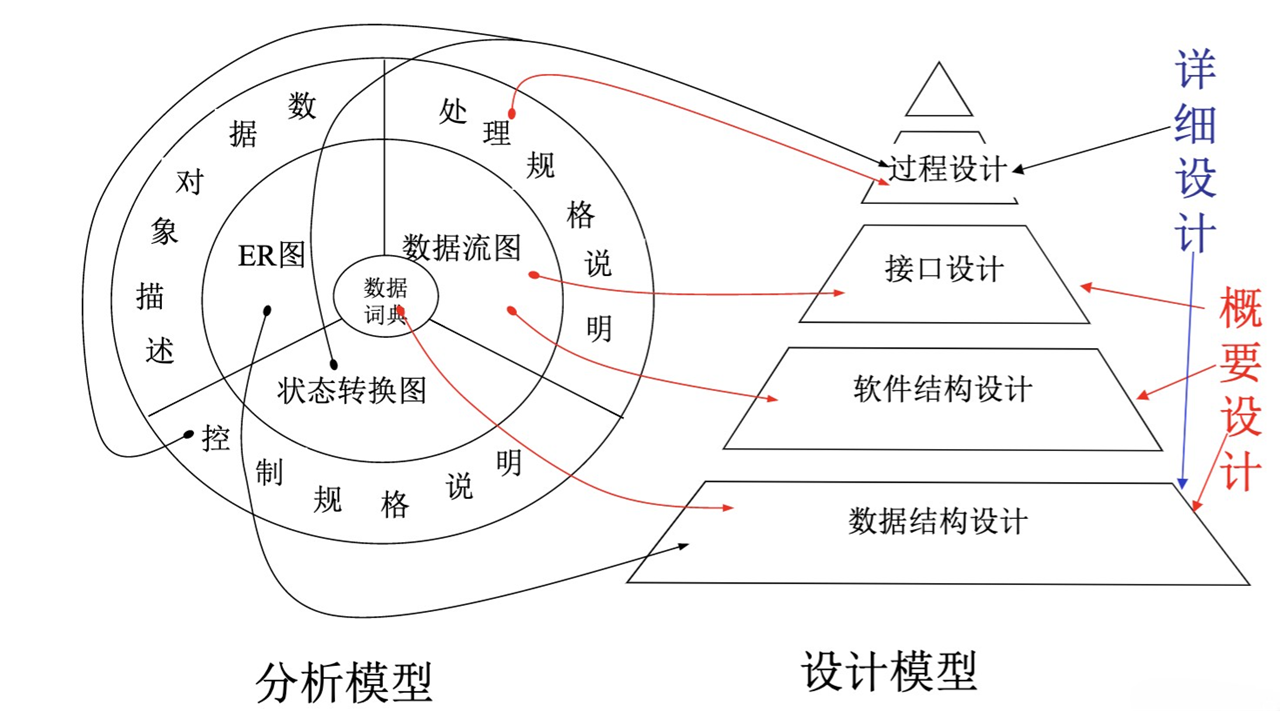 数据对象描述
处理规格说明
控制规格说明
ER图
数据流图
数据
词典
状态转换图
分析模型
过程设计
接口设计
软件结构设计
数据结构设计
设计模型
详细设计
概要设计